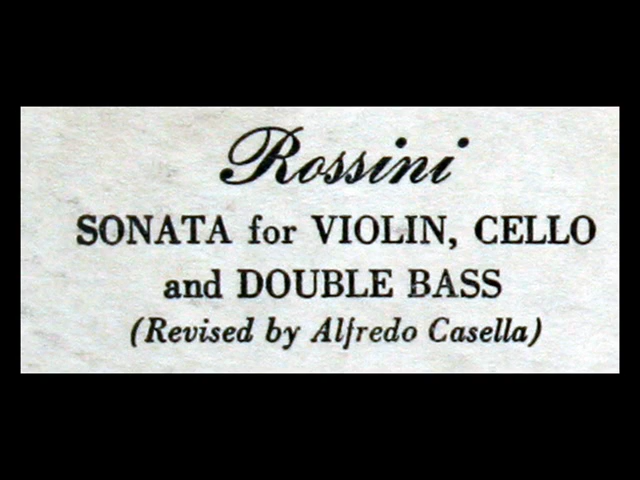 Rossini
SONATA for VIOLIN, CELLO
and DOUBLE BASS
(Revised by Alfredo Casella)